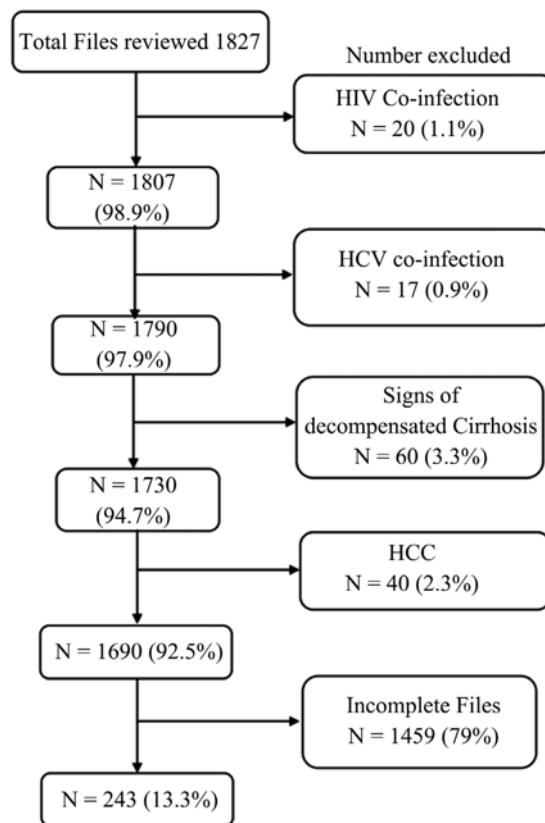 Total Files reviewed 1827
Number excluded
HIV Co-infection
N = 20 (1.1%)
N = 1807
(98.9%)
HCV co-infection
N = 17 (0.9%)
N = 1790
(97.9%)
Signs of
decompensated Cirrhosis
N = 60 (3.3%)
N = 1730
(94.7%)
HCC
N = 40 (2.3%)
N = 1690 (92.5%)
Incomplete Files
N = 1459 (79%)
N = 243 (13.3%)